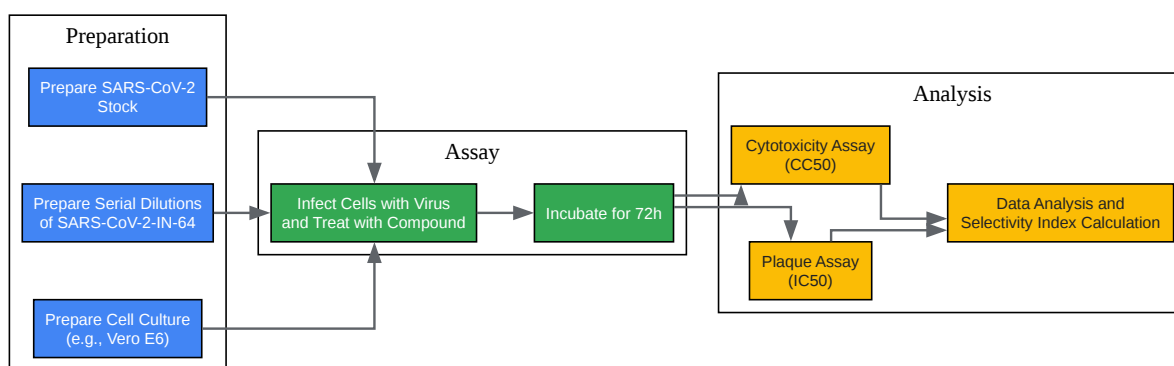 Preparation
Prepare SARS-CoV-2
Stock
Prepare Serial Dilutions
of SARS-CoV-2-IN-64
Prepare Cell Culture
(e.g., Vero E6)
Assay
Infect Cells with Virus
and Treat with Compound
Incubate for 72h
Analysis
Cytotoxicity Assay
(CC50)
Plaque Assay
(IC50)
Data Analysis and
Selectivity Index Calculation